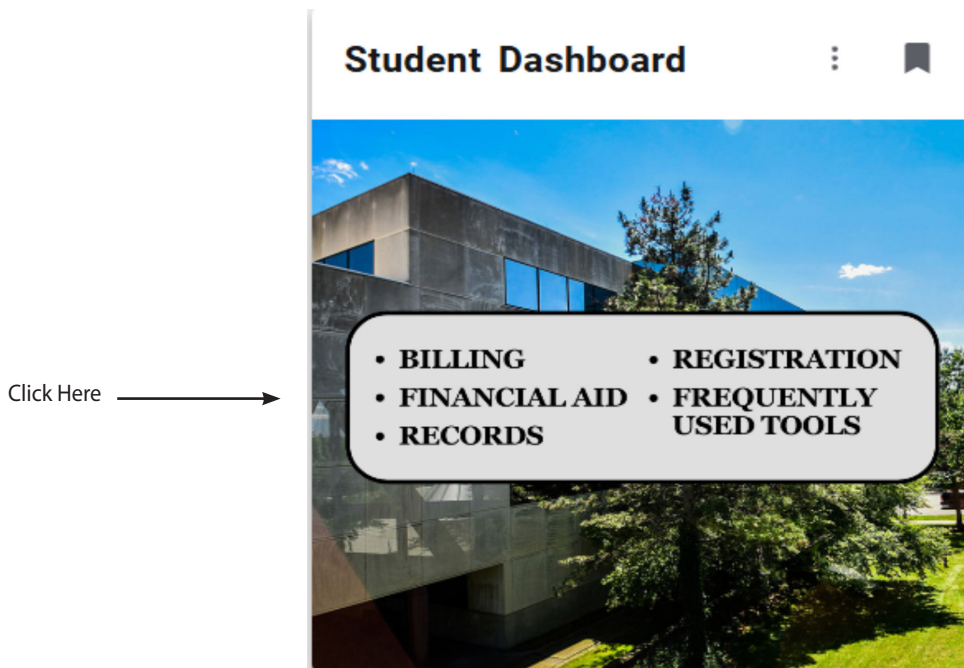 Student Dashboard
Click Here
• BILLING
• FINANCIAL AID
• RECORDS
• REGISTRATION
• FREQUENTLY
USED TOOLS